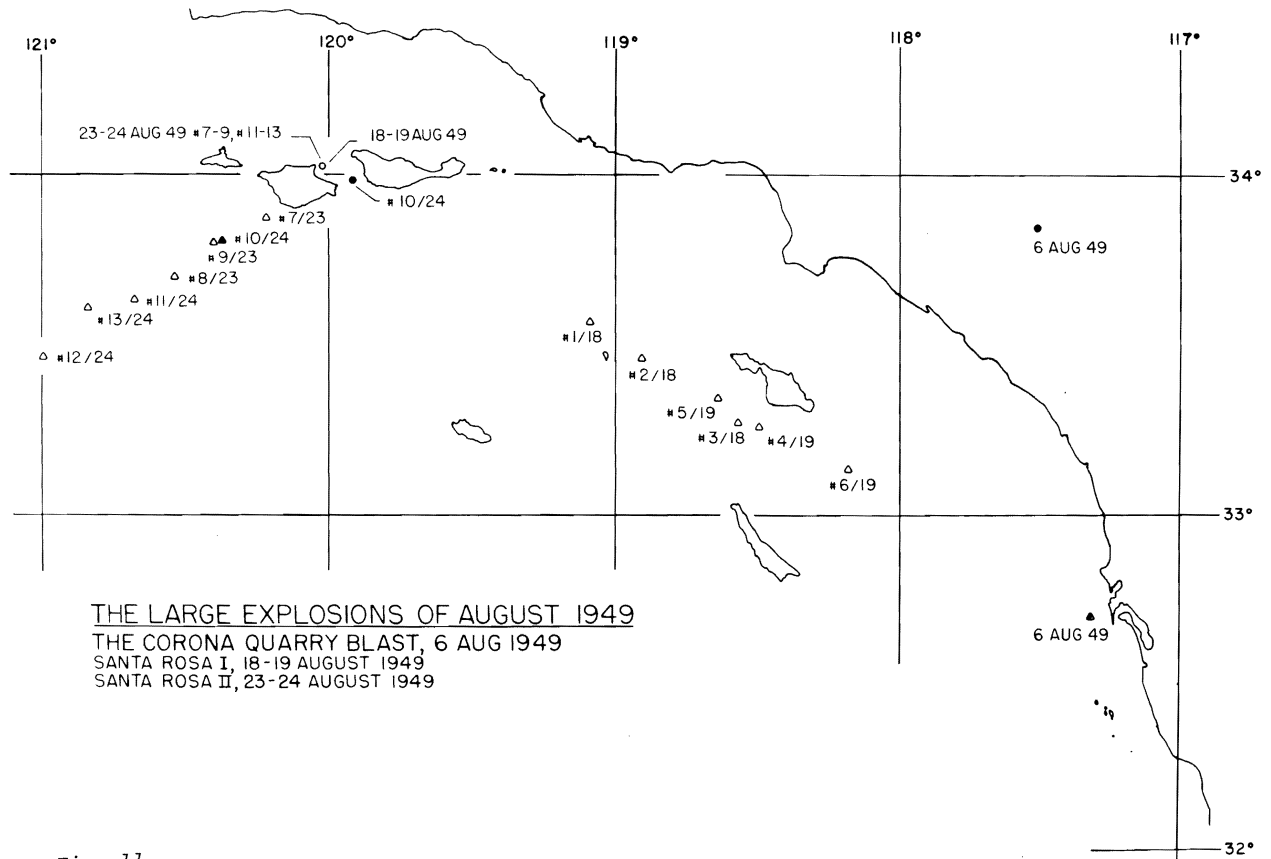 121°
120°
119°
118°
117°
23-24 AUG 49 #7-9, #11-13
18-19 AUG 49
34°
#10/24
#7/23
#10/24
#9/23
#8/23
#11/24
#13/24
#12/24
6 AUG 49
#1/18
#2/18
#5/19
#3/18
#4/19
#6/19
33°
THE LARGE EXPLOSIONS OF AUGUST 1949
THE CORONA QUARRY BLAST, 6 AUG 1949
SANTA ROSA I, 18-19 AUGUST 1949
SANTA ROSA II, 23-24 AUGUST 1949
6 AUG 49
32°